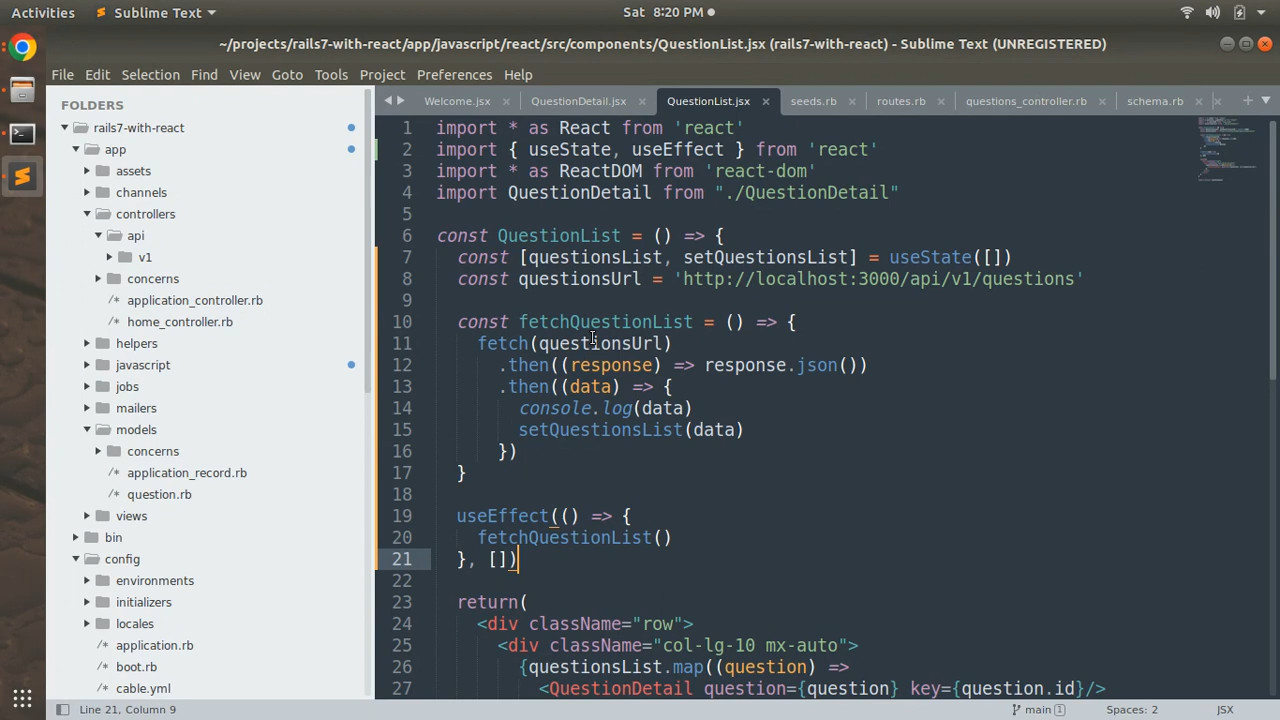 Activities Sublime Text Sat 8:20 PM
~/projects/rails7-with-react/app/javascript/react/src/components/QuestionList.jsx (rails7-with-react) - Sublime Text (UNREGISTERED)
File Edit Selection Find View Goto Tools Project Preferences Help
FOLDERS
rails7-with-react
app
assets
channels
controllers
api
v1
concerns
/* application_controller.rb
/* home_controller.rb
helpers
javascript
jobs
mailers
models
concerns
/* application_record.rb
/* question.rb
views
bin
config
environments
initializers
locales
/* application.rb
/* boot.rb
/* cable.yml
Welcome.jsx QuestionDetail.jsx QuestionList.jsx seeds.rb routes.rb questions_controller.rb schema.rb
1 import * as React from 'react'
2 import { useState, useEffect } from 'react'
3 import * as ReactDOM from 'react-dom'
4 import QuestionDetail from "./QuestionDetail"
5
6 const QuestionList = () => {
7 const [questionsList, setQuestionsList] = useState([])
8 const questionsUrl = 'http://localhost:3000/api/v1/questions'
9
10 const fetchQuestionList = () => {
11 fetch(questionsUrl)
12 .then((response) => response.json())
13 .then((data) => {
14 console.log(data)
15 setQuestionsList(data)
16 })
17 }
18
19 useEffect(() => {
20 fetchQuestionList()
21 }, [])
22
23 return(
24 <div className="row">
25 <div className="col-lg-10 mx-auto">
26 {questionsList.map((question) =>
27 <QuestionDetail question={question} key={question.id}/>
Line 21, Column 9 main 1 Spaces: 2 JSX